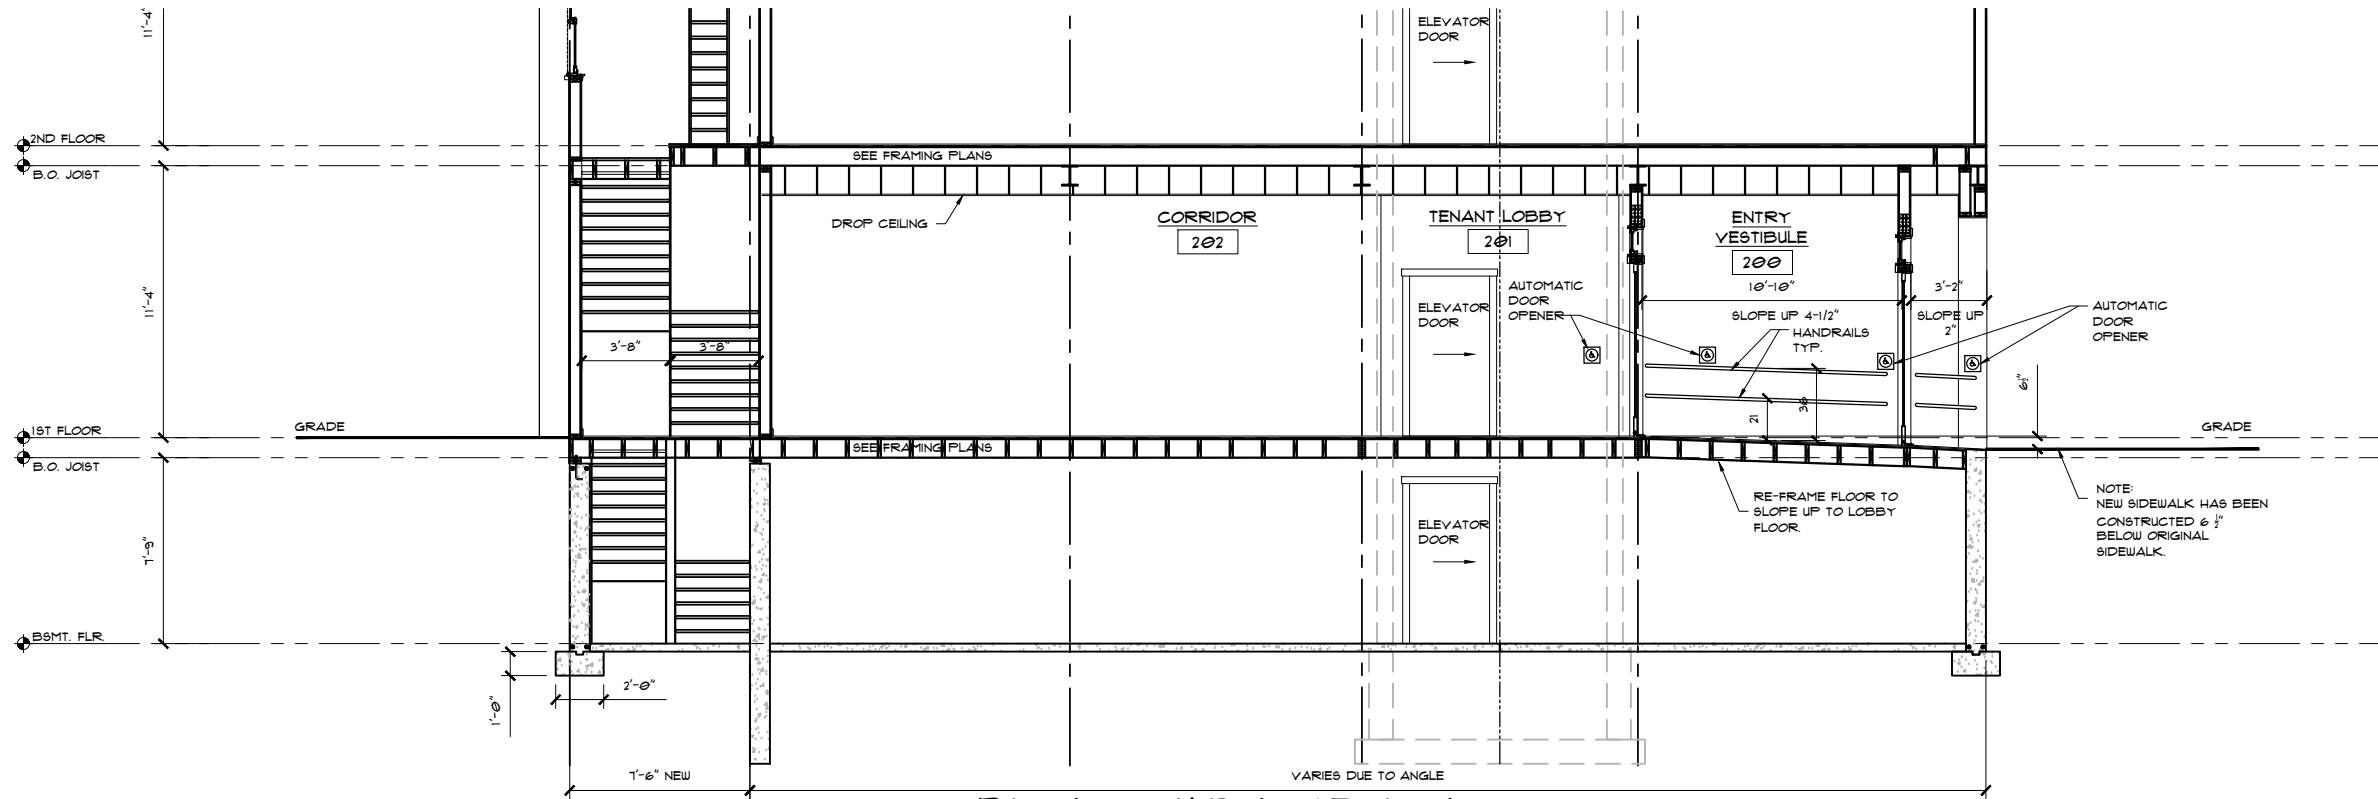 11'-4"
ELEVATOR
DOOR
2ND FLOOR
B.O. JOIST
SEE FRAMING PLANS
DROP CEILING
CORRIDOR
202
TENANT LOBBY
201
ENTRY
VESTIBULE
200
10'-10"
3'-2"
AUTOMATIC
DOOR
OPENER
11'-4"
ELEVATOR
DOOR
SLOPE UP 4-1/2"
HANDRAILS
TYP.
SLOPE UP
2"
AUTOMATIC
DOOR
OPENER
3'-8"
3'-8"
21
36
6½"
1ST FLOOR
GRADE
SEE FRAMING PLANS
GRADE
B.O. JOIST
7'-9"
ELEVATOR
DOOR
RE-FRAME FLOOR TO
SLOPE UP TO LOBBY
FLOOR.
NOTE:
NEW SIDEWALK HAS BEEN
CONSTRUCTED 6 ½"
BELOW ORIGINAL
SIDEWALK.
BSMT. FLR.
2'-0"
1'-0"
7'-6" NEW
VARIES DUE TO ANGLE